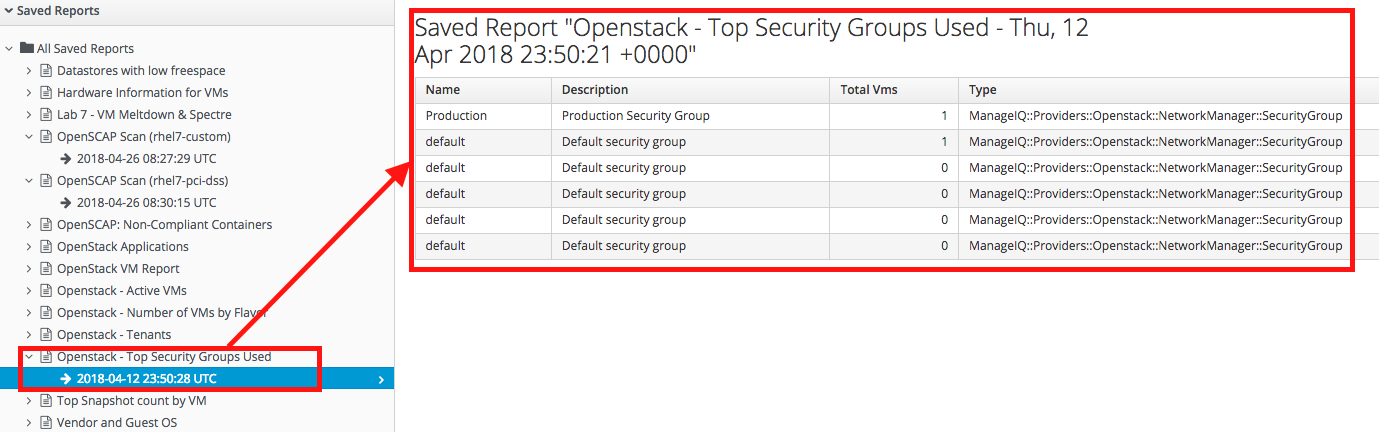 Saved Reports
All Saved Reports
Datastores with low freespace
Hardware Information for VMs
Lab 7 - VM Meltdown & Spectre
OpenSCAP Scan (rhel7-custom)
2018-04-26 08:27:29 UTC
OpenSCAP Scan (rhel7-pci-dss)
2018-04-26 08:30:15 UTC
OpenSCAP: Non-Compliant Containers
OpenStack Applications
OpenStack VM Report
Openstack - Active VMs
Openstack - Number of VMs by Flavor
Openstack - Tenants
Openstack - Top Security Groups Used
2018-04-12 23:50:28 UTC
Top Snapshot count by VM
Vendor and Guest OS
Saved Report "Openstack - Top Security Groups Used - Thu, 12
Apr 2018 23:50:21 +0000"
Name Description Total Vms Type
Production Production Security Group 1 ManageIQ::Providers::Openstack::NetworkManager::SecurityGroup
default Default security group 1 ManageIQ::Providers::Openstack::NetworkManager::SecurityGroup
default Default security group 0 ManageIQ::Providers::Openstack::NetworkManager::SecurityGroup
default Default security group 0 ManageIQ::Providers::Openstack::NetworkManager::SecurityGroup
default Default security group 0 ManageIQ::Providers::Openstack::NetworkManager::SecurityGroup
default Default security group 0 ManageIQ::Providers::Openstack::NetworkManager::SecurityGroup